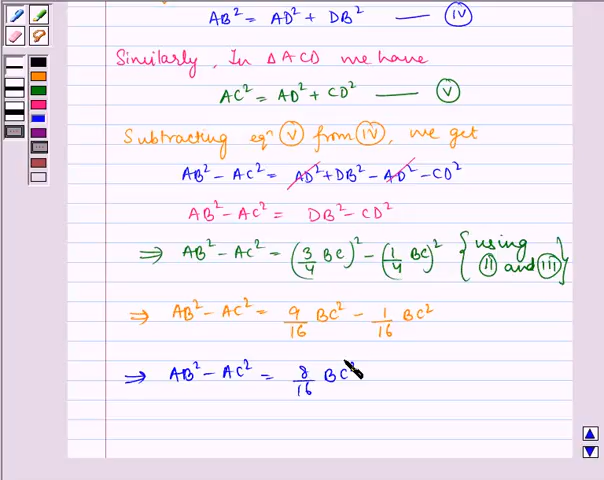 AB² = AD² + DB² —— IV
Similarly, In Δ ACD we have
AC² = AD² + CD² —— V
Subtracting eqⁿ V from IV, we get
AB² - AC² = AD² + DB² - AD² - CD²
AB² - AC² = DB² - CD²
⇒ AB² - AC² = (3/4 BC)² - (1/4 BC)² {using II and III}
⇒ AB² - AC² = 9/16 BC² - 1/16 BC²
⇒ AB² - AC² = 8/16 BC²